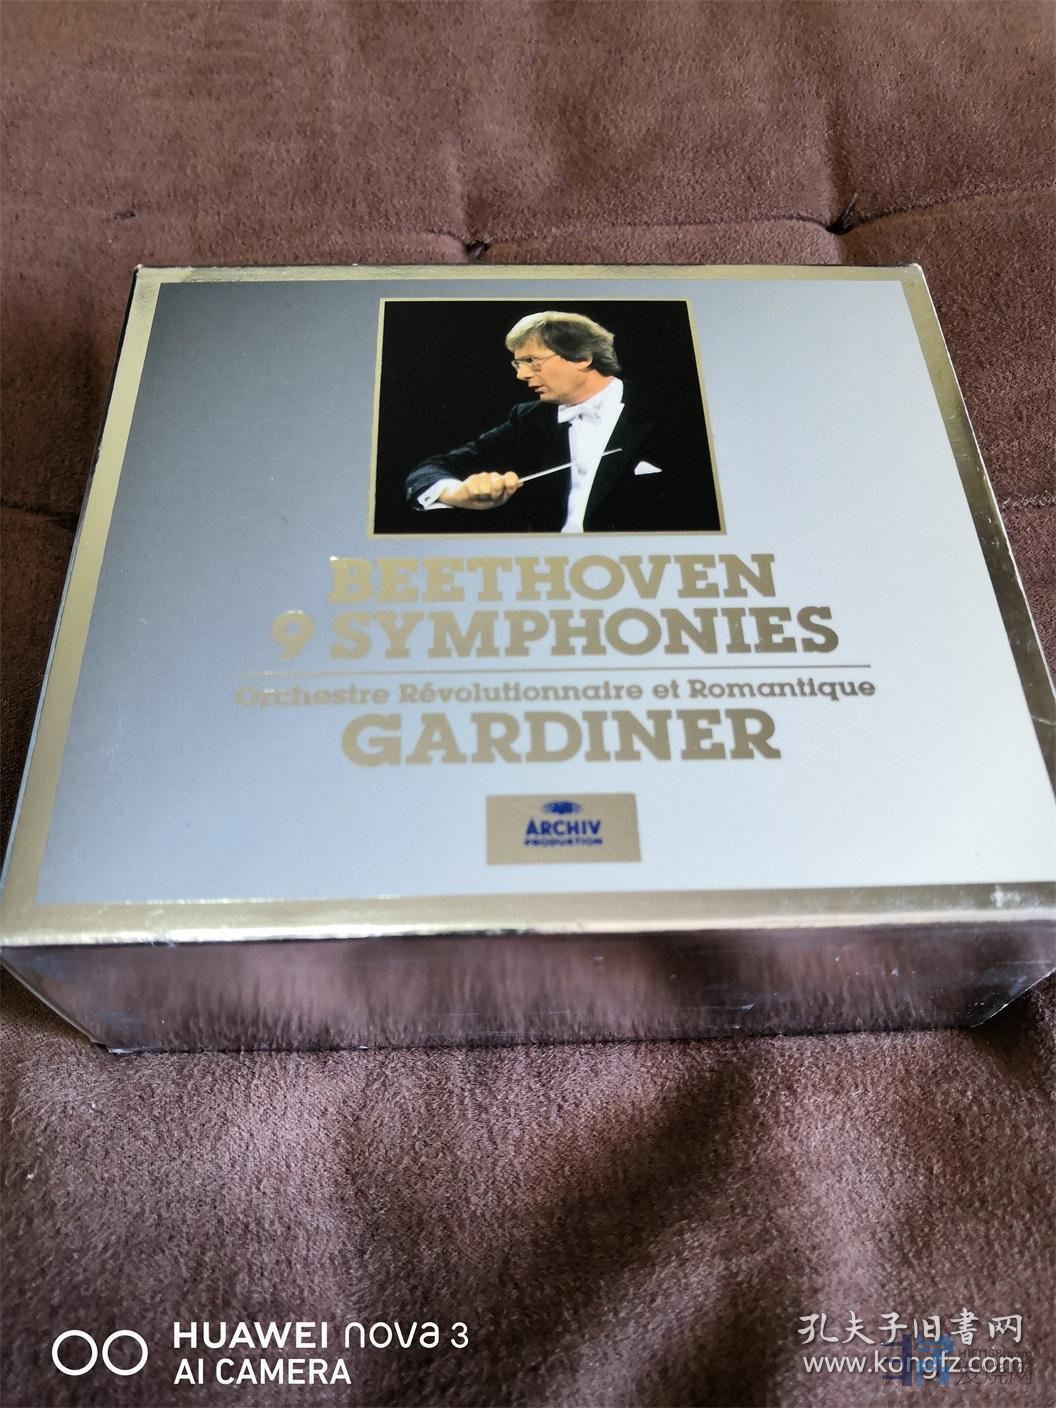 BEETHOVEN
9 SYMPHONIES
Orchestre Révolutionnaire et Romantique
GARDINER
ARCHIV
PRODUKTION
HUAWEI nova 3
AI CAMERA
孔夫子旧書网
www.kongfz.com